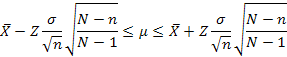 X̄ − Z σ/√n √((N − n)/(N − 1)) ≤ μ ≤ X̄ + Z σ/√n √((N − n)/(N − 1))